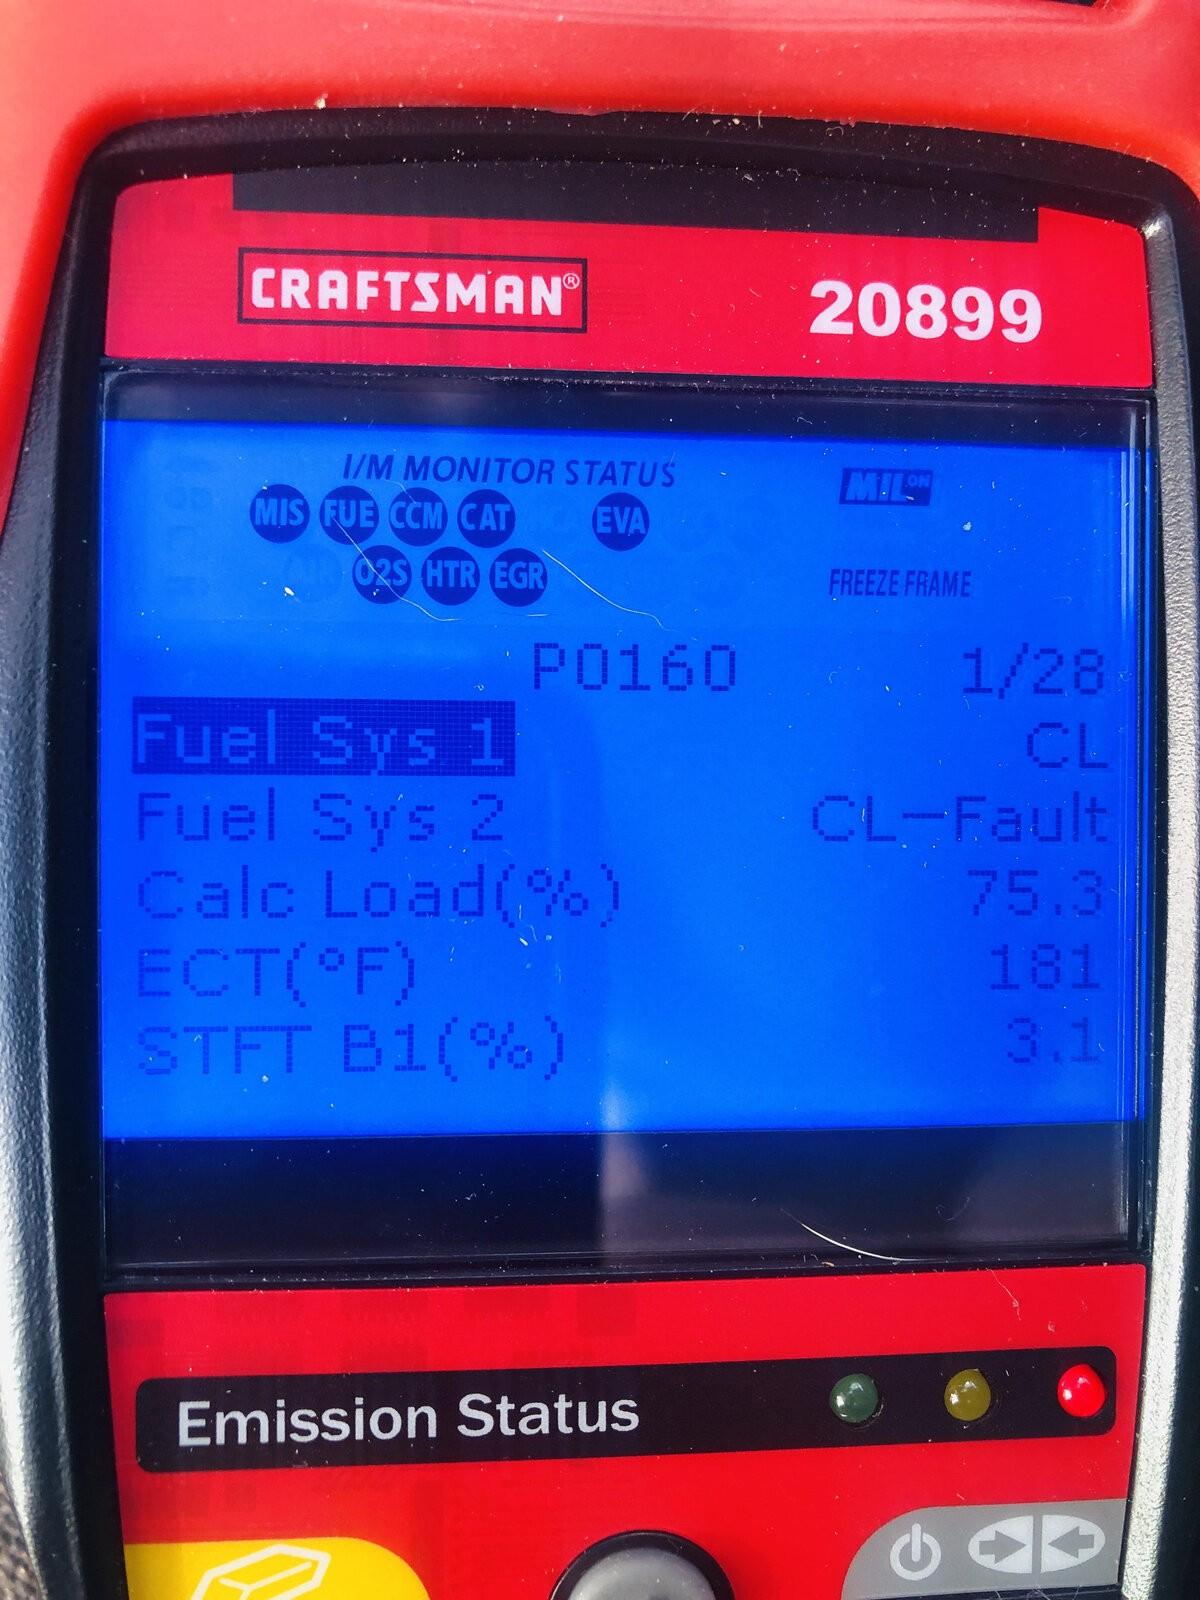 CRAFTSMAN®
20899
I/M MONITOR STATUS
MIL ON
MIS FUE CCM CAT EVA
O2S HTR EGR
FREEZE FRAME
P0160 1/28
Fuel Sys 1 CL
Fuel Sys 2 CL-Fault
Calc Load(%) 75.3
ECT(°F) 181
STFT B1(%) 3.1
Emission Status